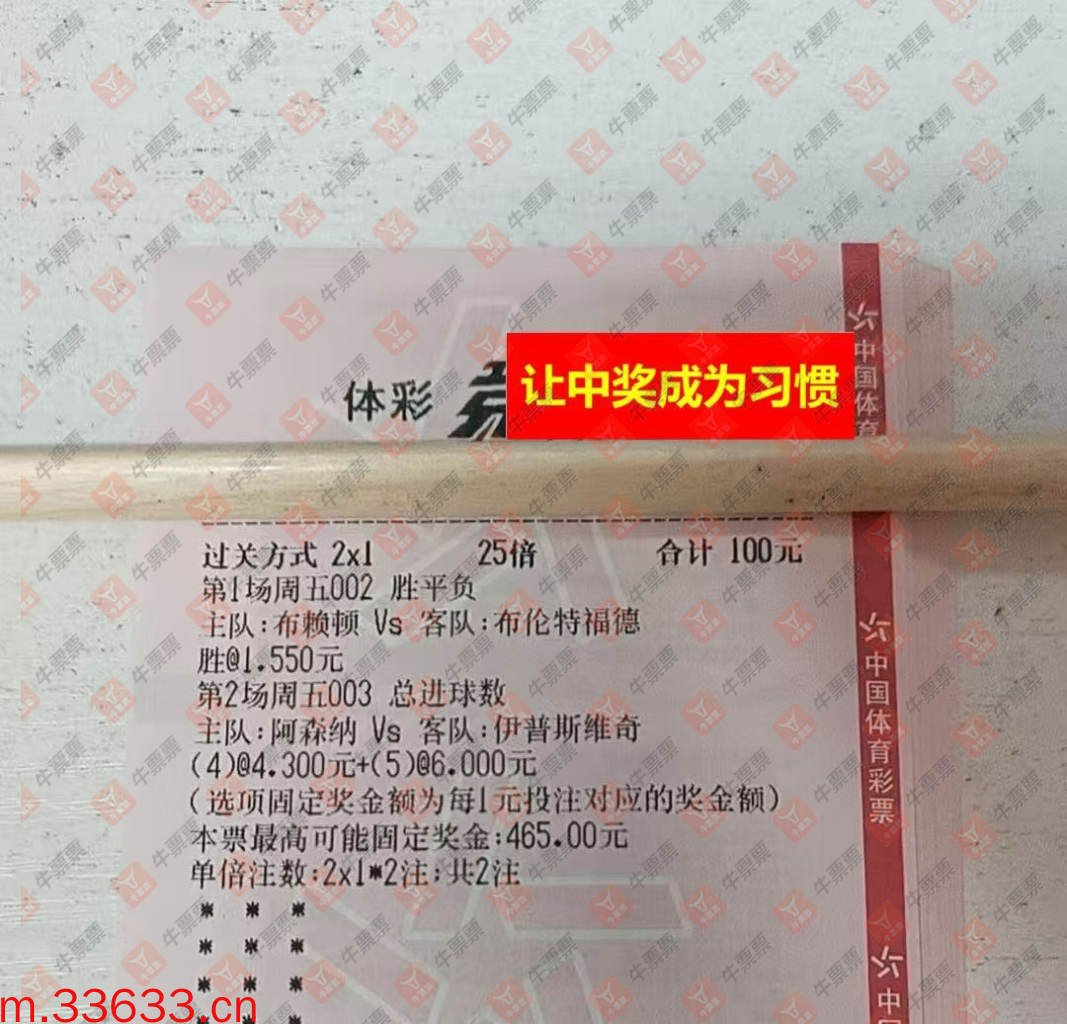 体彩
让中奖成为习惯
中国体育
过关方式 2x1 25倍 合计 100元
第1场周五002 胜平负
主队:布赖顿 Vs 客队:布伦特福德
胜@1.550元
第2场周五003 总进球数
主队:阿森纳 Vs 客队:伊普斯维奇
(4)@4.300元+(5)@6.000元
(选项固定奖金额为每1元投注对应的奖金额)
本票最高可能固定奖金:465.00元
单倍注数:2x1*2注;共2注
* * *
* * *
* * *
* * *
中国体育彩票
中国
m.33633.cn
牛票票